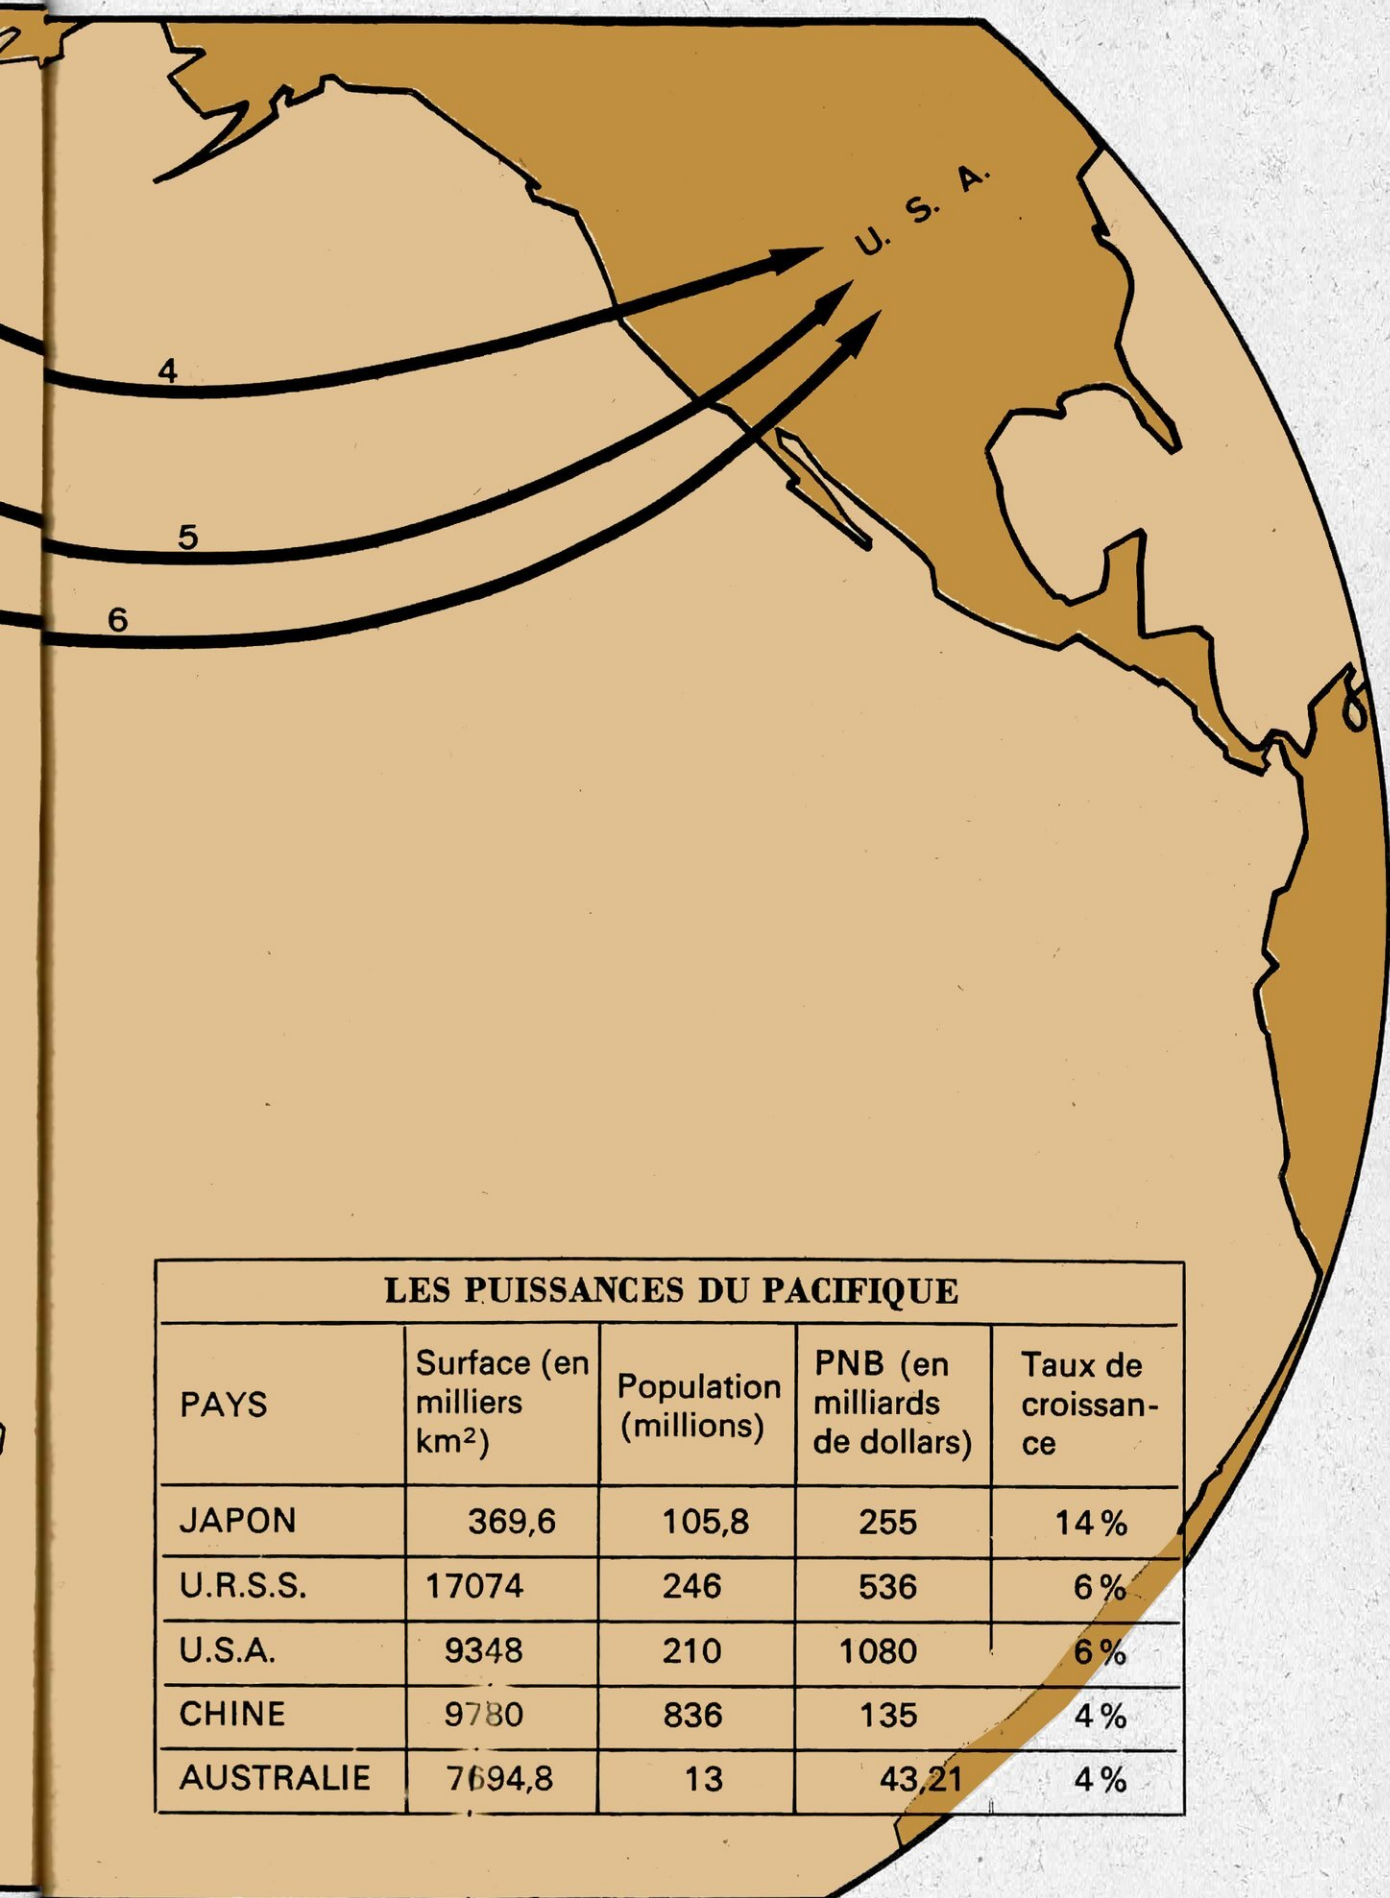 U. S. A.
4
5
6
LES PUISSANCES DU PACIFIQUE
PAYS
Surface (en
milliers
km²)
Population
(millions)
PNB (en
milliards
de dollars)
Taux de
croissan-
ce
JAPON 369,6 105,8 255 14%
U.R.S.S. 17074 246 536 6%
U.S.A. 9348 210 1080 6%
CHINE 9780 836 135 4%
AUSTRALIE 7694,8 13 43,21 4%